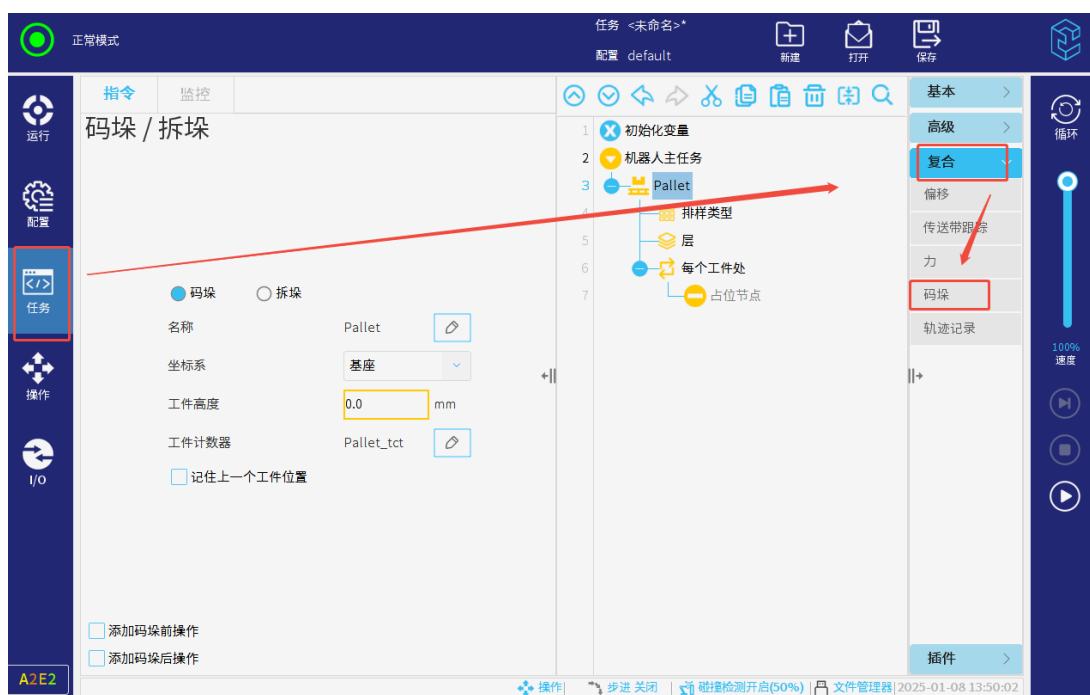 正常模式
任务 <未命名>*
配置 default
新建
打开
保存
运行
配置
任务
操作
I/O
A2E2
指令
监控
码垛 / 拆垛
码垛
拆垛
名称 Pallet
坐标系 基座
工件高度 0.0 mm
工件计数器 Pallet_tct
记住上一个工件位置
添加码垛前操作
添加码垛后操作
1 初始化变量
2 机器人主任务
3 Pallet
4 排样类型
5 层
6 每个工件处
7 占位节点
基本
高级
复合
偏移
传送带跟踪
力
码垛
轨迹记录
插件
循环
100%
速度
操作
步进 关闭
碰撞检测开启(50%)
文件管理器
2025-01-08 13:50:02